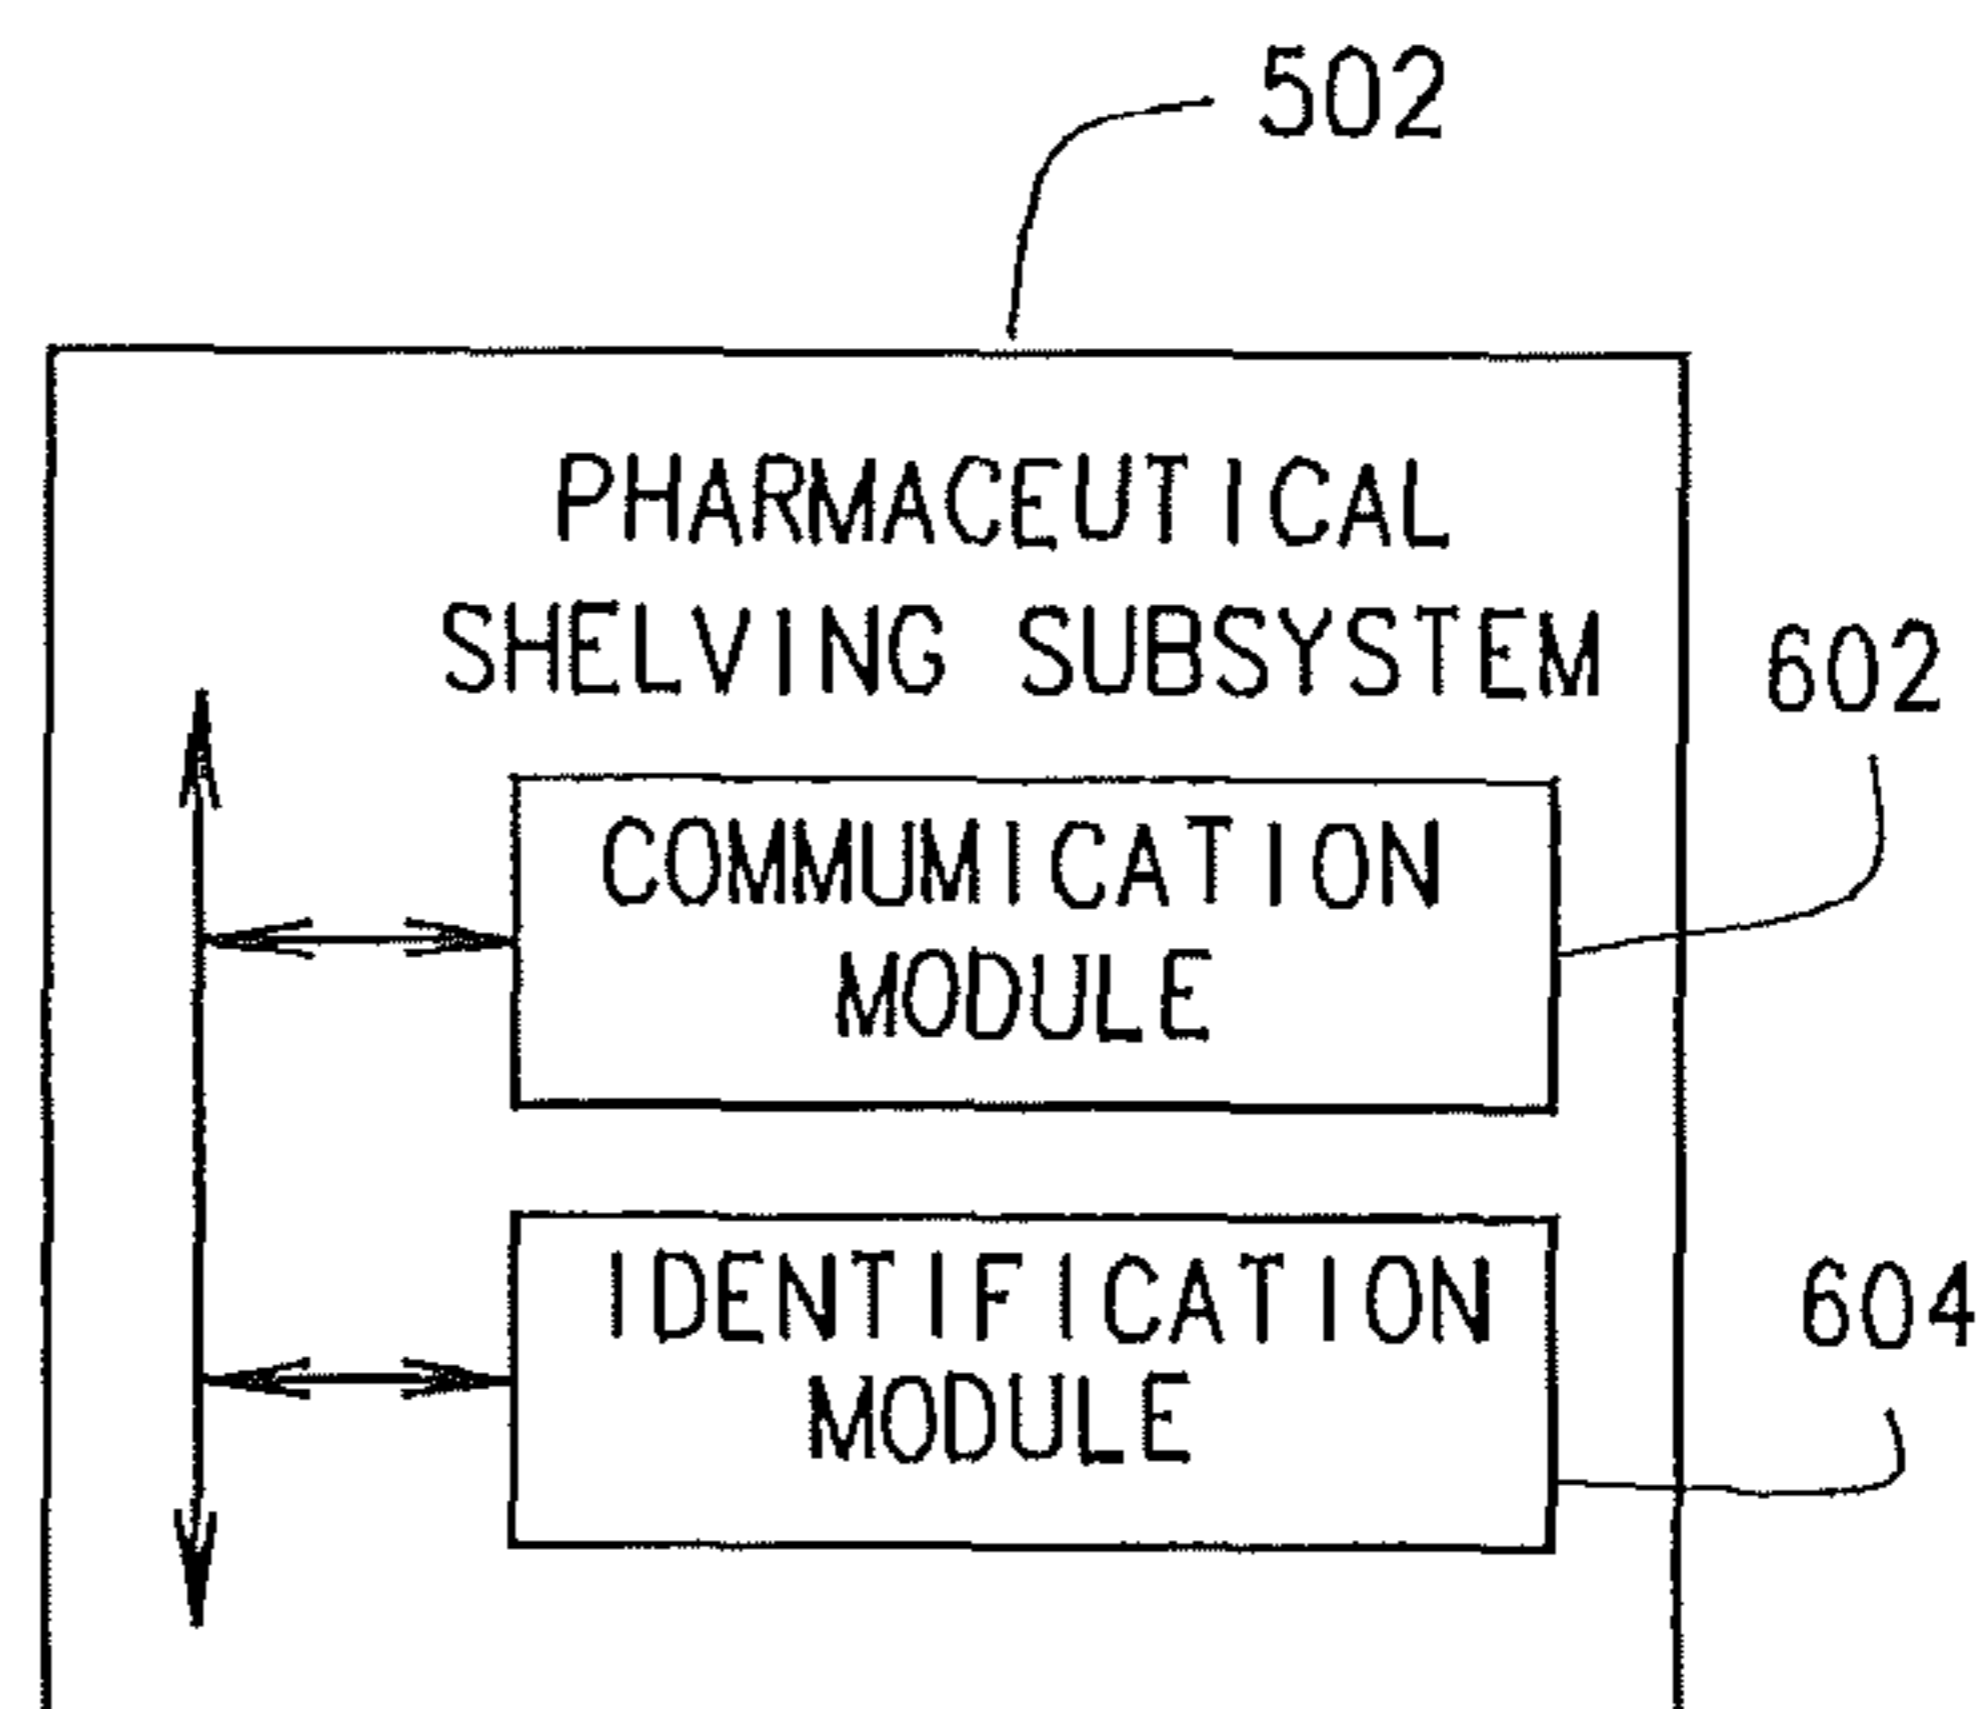 502
PHARMACEUTICAL
SHELVING SUBSYSTEM
602
COMMUMICATION
MODULE
604
IDENTIFICATION
MODULE